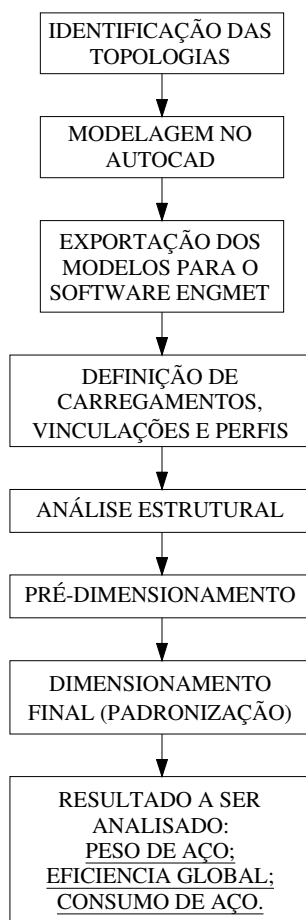 IDENTIFICAÇÃO DAS
TOPOLOGIAS
MODELAGEM NO
AUTOCAD
EXPORTAÇÃO DOS
MODELOS PARA O
SOFTWARE ENGMET
DEFINIÇÃO DE
CARREGAMENTOS,
VINCULAÇÕES E PERFIS
ANÁLISE ESTRUTURAL
PRÉ-DIMENSIONAMENTO
DIMENSIONAMENTO
FINAL (PADRONIZAÇÃO)
RESULTADO A SER
ANALISADO:
PESO DE AÇO;
EFICIENCIA GLOBAL;
CONSUMO DE AÇO.